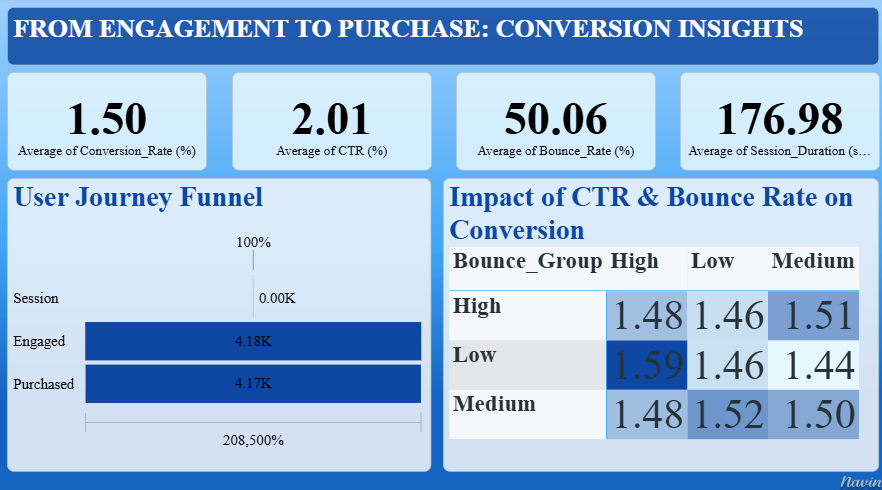 FROM ENGAGEMENT TO PURCHASE: CONVERSION INSIGHTS
1.50
Average of Conversion_Rate (%)
2.01
Average of CTR (%)
50.06
Average of Bounce_Rate (%)
176.98
Average of Session_Duration (s...
User Journey Funnel
100%
Session 0.00K
Engaged 4.18K
Purchased 4.17K
208,500%
Impact of CTR & Bounce Rate on
Conversion
Bounce_Group High Low Medium
High 1.48 1.46 1.51
Low 1.59 1.46 1.44
Medium 1.48 1.52 1.50
Navin